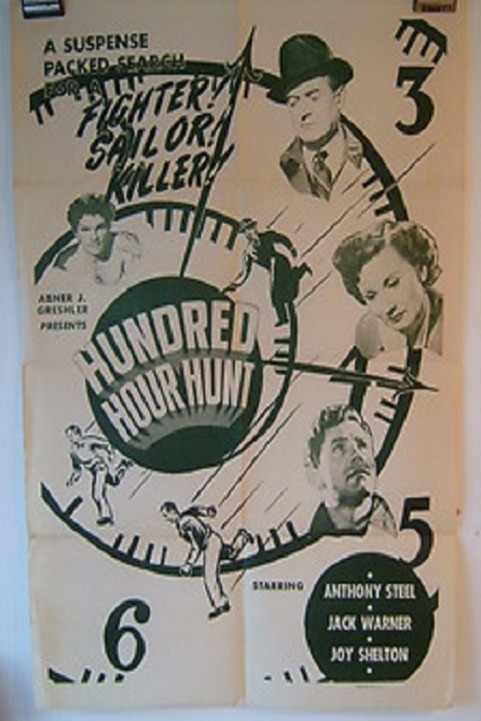 A SUSPENSE
PACKED SEARCH
FOR A
FIGHTER!
SAILOR!
KILLER!
3
ABNER J.
GRESHLER
PRESENTS
HUNDRED
HOUR HUNT
5
STARRING
ANTHONY STEEL
JACK WARNER
JOY SHELTON
6